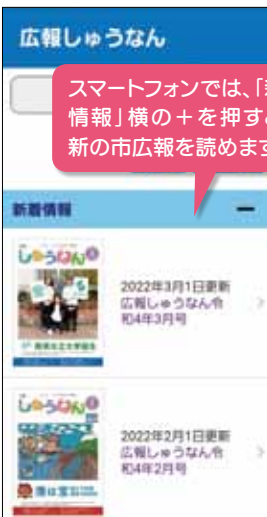 広報しゅうなん
スマートフォンでは、「新
情報」横の＋を押す
新の市広報を読めます
新着情報
しゅうなん
2022年3月1日更新
広報しゅうなん令
和4年3月号
しゅうなん
2022年2月1日更新
広報しゅうなん令
和4年2月号